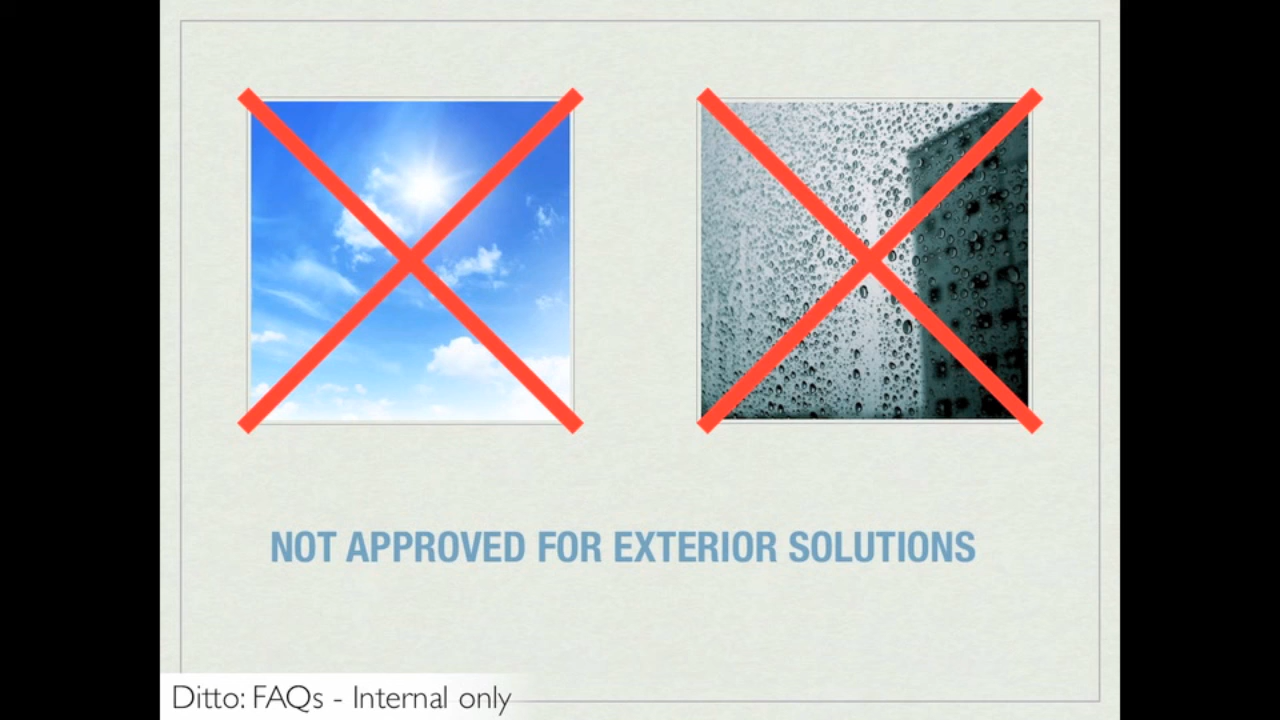 NOT APPROVED FOR EXTERIOR SOLUTIONS
Ditto: FAQs - Internal only